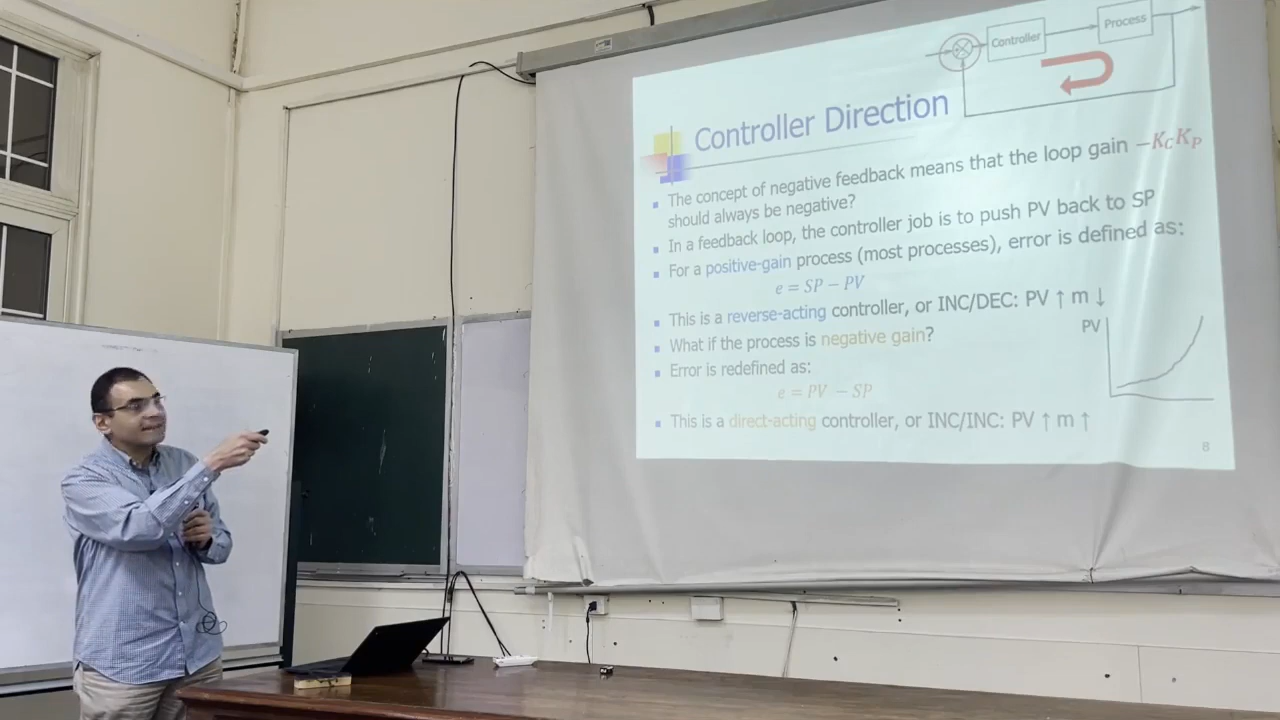 Controller
Process
Controller Direction
The concept of negative feedback means that the loop gain −K_C K_P
should always be negative?
In a feedback loop, the controller job is to push PV back to SP
For a positive-gain process (most processes), error is defined as:
e = SP − PV
This is a reverse-acting controller, or INC/DEC: PV ↑ m ↓
What if the process is negative gain?
PV
Error is redefined as:
e = PV − SP
This is a direct-acting controller, or INC/INC: PV ↑ m ↑
8